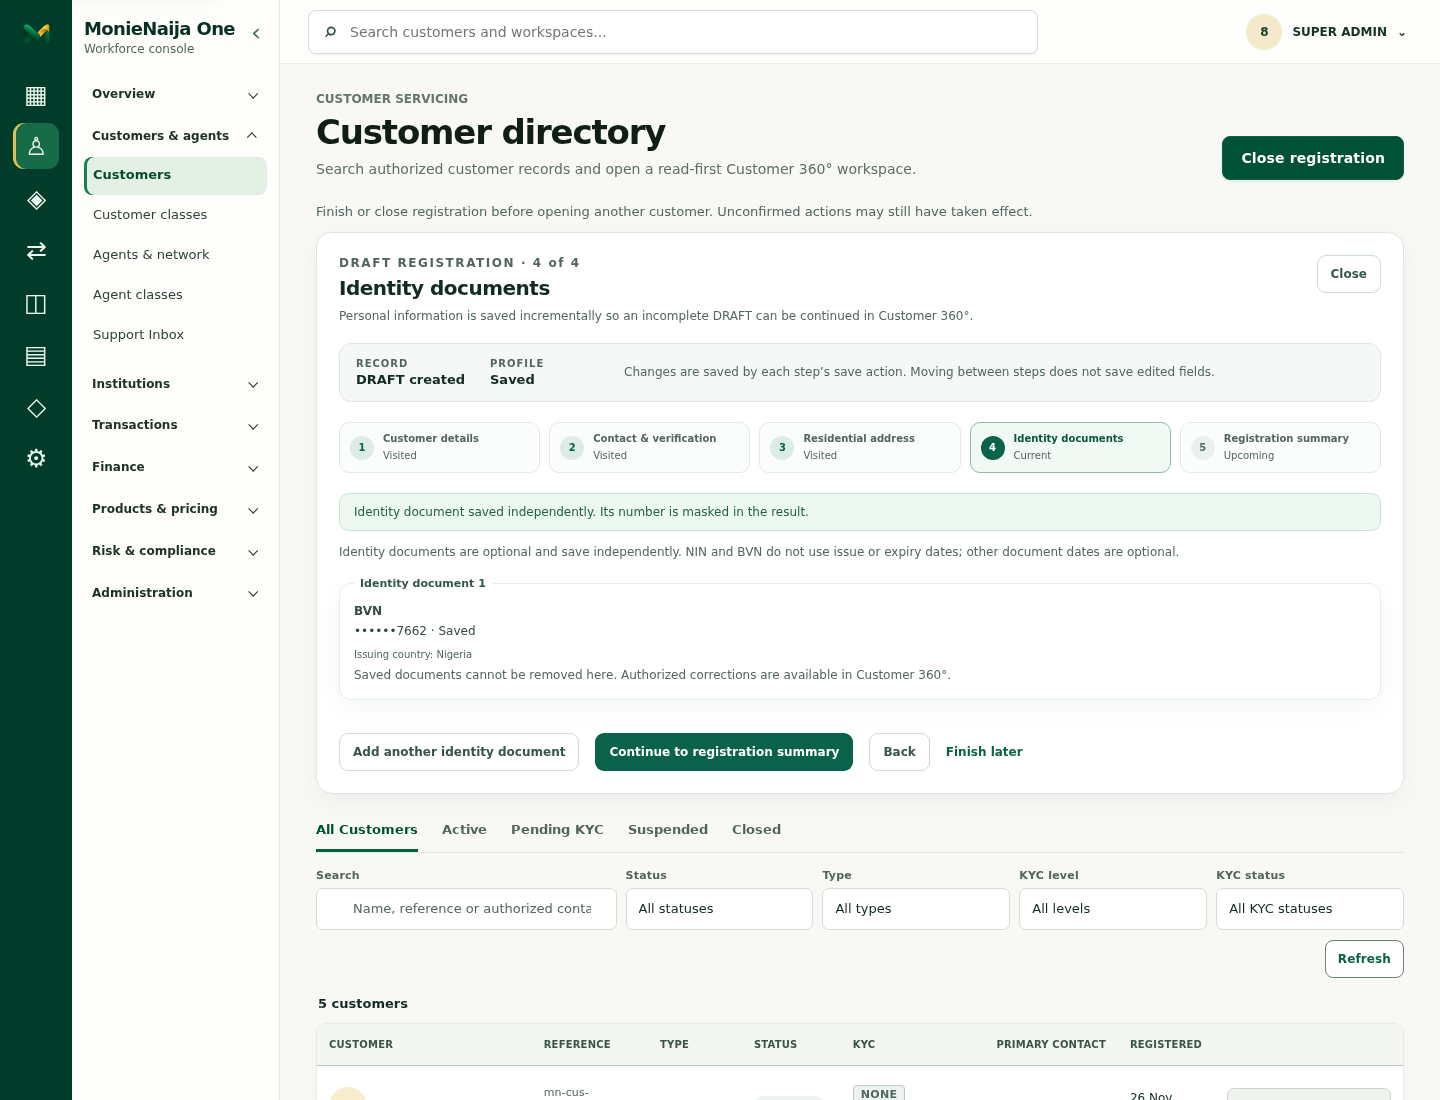 MonieNaija One
Workforce console
Overview
Customers & agents
Customers
Customer classes
Agents & network
Agent classes
Support Inbox
Institutions
Transactions
Finance
Products & pricing
Risk & compliance
Administration
Search customers and workspaces...
8 SUPER ADMIN
CUSTOMER SERVICING
Customer directory
Search authorized customer records and open a read-first Customer 360° workspace.
Close registration
Finish or close registration before opening another customer. Unconfirmed actions may still have taken effect.
DRAFT REGISTRATION · 4 of 4
Identity documents
Personal information is saved incrementally so an incomplete DRAFT can be continued in Customer 360°.
Close
RECORD
DRAFT created
PROFILE
Saved
Changes are saved by each step’s save action. Moving between steps does not save edited fields.
1 Customer details
Visited
2 Contact & verification
Visited
3 Residential address
Visited
4 Identity documents
Current
5 Registration summary
Upcoming
Identity document saved independently. Its number is masked in the result.
Identity documents are optional and save independently. NIN and BVN do not use issue or expiry dates; other document dates are optional.
Identity document 1
BVN
••••••7662 · Saved
Issuing country: Nigeria
Saved documents cannot be removed here. Authorized corrections are available in Customer 360°.
Add another identity document
Continue to registration summary
Back
Finish later
All Customers
Active
Pending KYC
Suspended
Closed
Search
Status
Type
KYC level
KYC status
Name, reference or authorized conta
All statuses
All types
All levels
All KYC statuses
Refresh
5 customers
CUSTOMER REFERENCE TYPE STATUS KYC PRIMARY CONTACT REGISTERED
mn-cus-
NONE
26 Nov